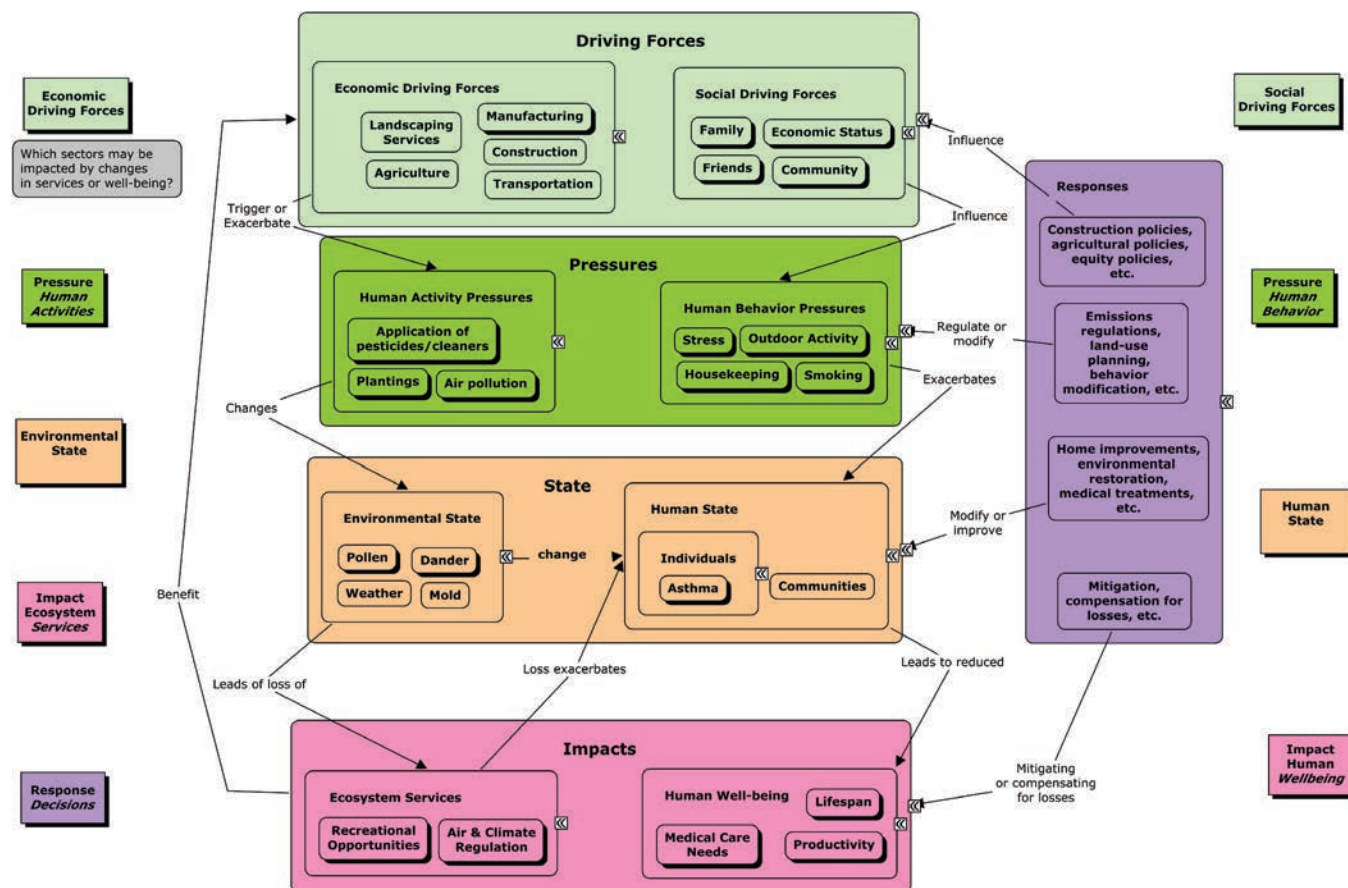 Driving Forces
Economic
Driving Forces
Which sectors may be
impacted by changes
in services or well-being?
Economic Driving Forces
Landscaping
Services
Manufacturing
Construction
Agriculture
Transportation
Social Driving Forces
Family
Economic Status
Friends
Community
Social
Driving Forces
Influence
Trigger or
Exacerbate
Influence
Responses
Construction policies,
agricultural policies,
equity policies,
etc.
Emissions
regulations,
land-use
planning,
behavior
modification, etc.
Home improvements,
environmental
restoration,
medical treatments,
etc.
Mitigation,
compensation for
losses, etc.
Pressure
Human
Activities
Pressures
Human Activity Pressures
Application of
pesticides/cleaners
Plantings
Air pollution
Human Behavior Pressures
Stress
Outdoor Activity
Housekeeping
Smoking
Regulate or
modify
Pressure
Human
Behavior
Changes
Exacerbates
Environmental
State
State
Environmental State
Pollen
Dander
Weather
Mold
change
Human State
Individuals
Asthma
Communities
Modify or
improve
Human
State
Impact
Ecosystem
Services
Benefit
Leads of loss of
Loss exacerbates
Leads to reduced
Impacts
Ecosystem Services
Recreational
Opportunities
Air & Climate
Regulation
Human Well-being
Lifespan
Medical Care
Needs
Productivity
Mitigating
or compensating
for losses
Response
Decisions
Impact
Human
Wellbeing